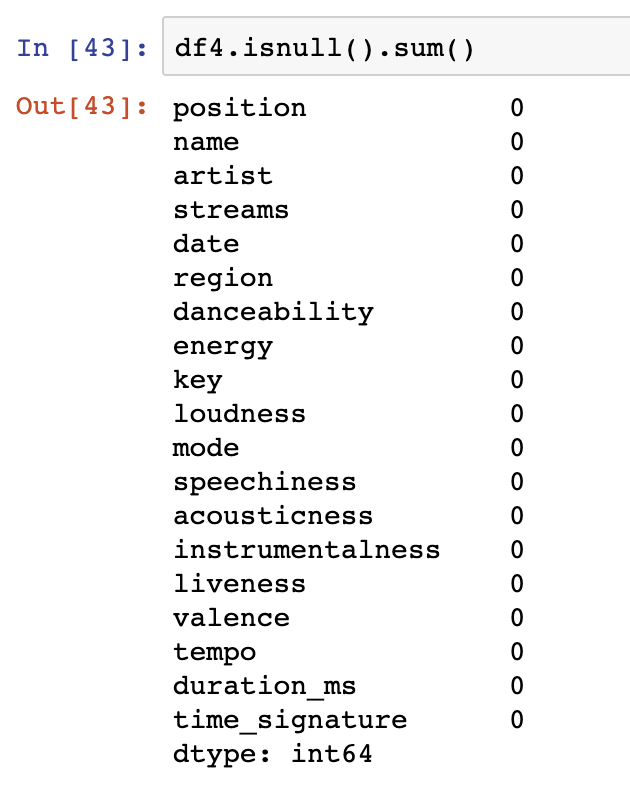 In [43]: df4.isnull().sum()
Out[43]: position 0
name 0
artist 0
streams 0
date 0
region 0
danceability 0
energy 0
key 0
loudness 0
mode 0
speechiness 0
acousticness 0
instrumentalness 0
liveness 0
valence 0
tempo 0
duration_ms 0
time_signature 0
dtype: int64